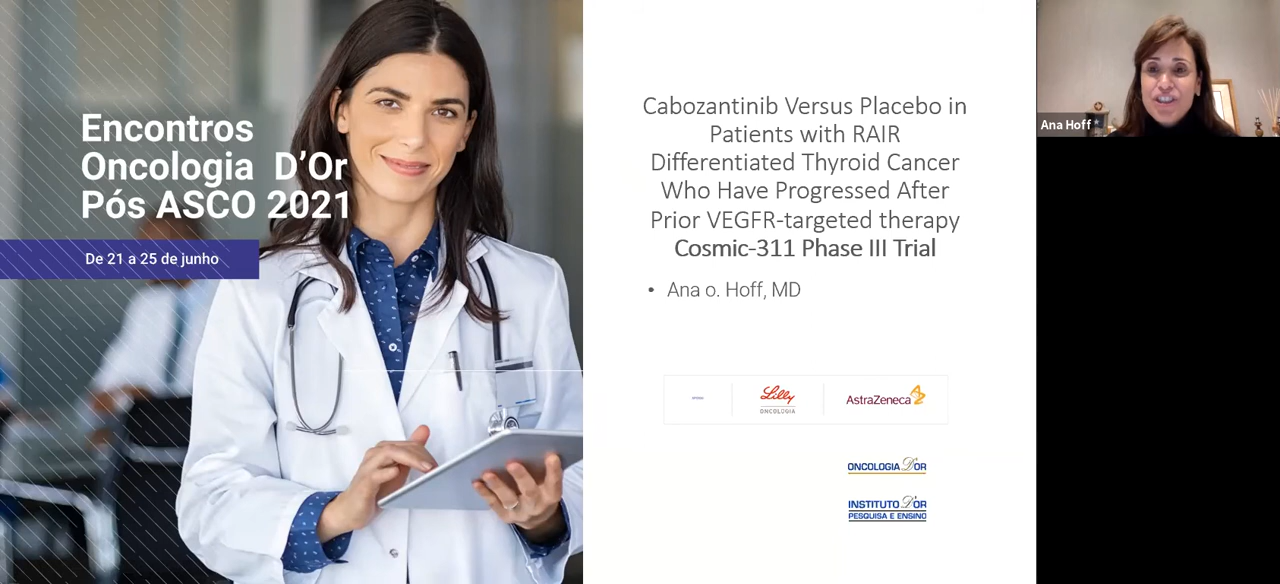 Encontros
Oncologia D’Or
Pós ASCO 2021
De 21 a 25 de junho
Cabozantinib Versus Placebo in
Patients with RAIR
Differentiated Thyroid Cancer
Who Have Progressed After
Prior VEGFR-targeted therapy
Cosmic-311 Phase III Trial
• Ana o. Hoff, MD
Lilly
ONCOLOGIA
AstraZeneca
ONCOLOGIA D'OR
INSTITUTO D'OR
PESQUISA E ENSINO
Ana Hoff